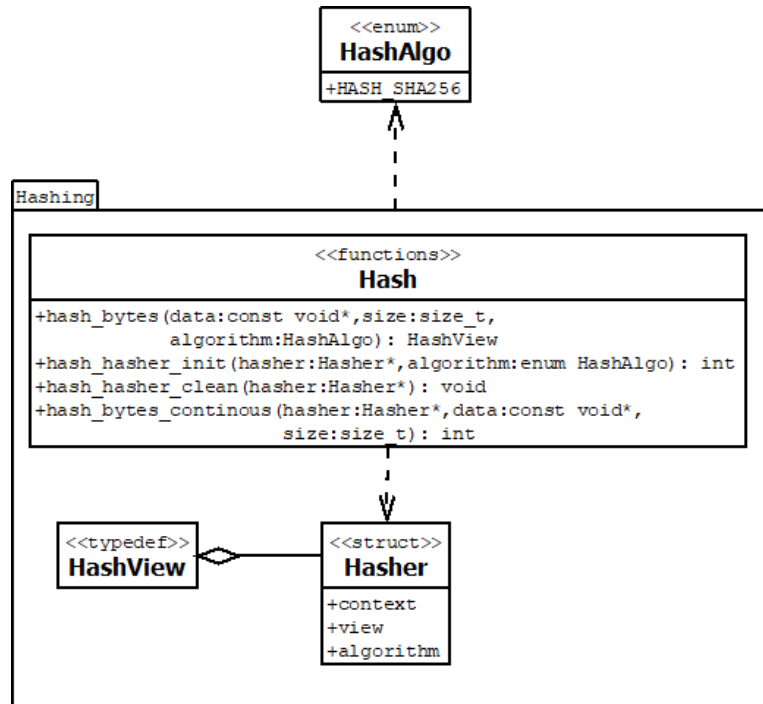 <<enum>>
HashAlgo
+HASH_SHA256
Hashing
<<functions>>
Hash
+hash_bytes(data:const void*,size:size_t,
algorithm:HashAlgo): HashView
+hash_hasher_init(hasher:Hasher*,algorithm:enum HashAlgo): int
+hash_hasher_clean(hasher:Hasher*): void
+hash_bytes_continous(hasher:Hasher*,data:const void*,
size:size_t): int
<<typedef>>
HashView
<<struct>>
Hasher
+context
+view
+algorithm